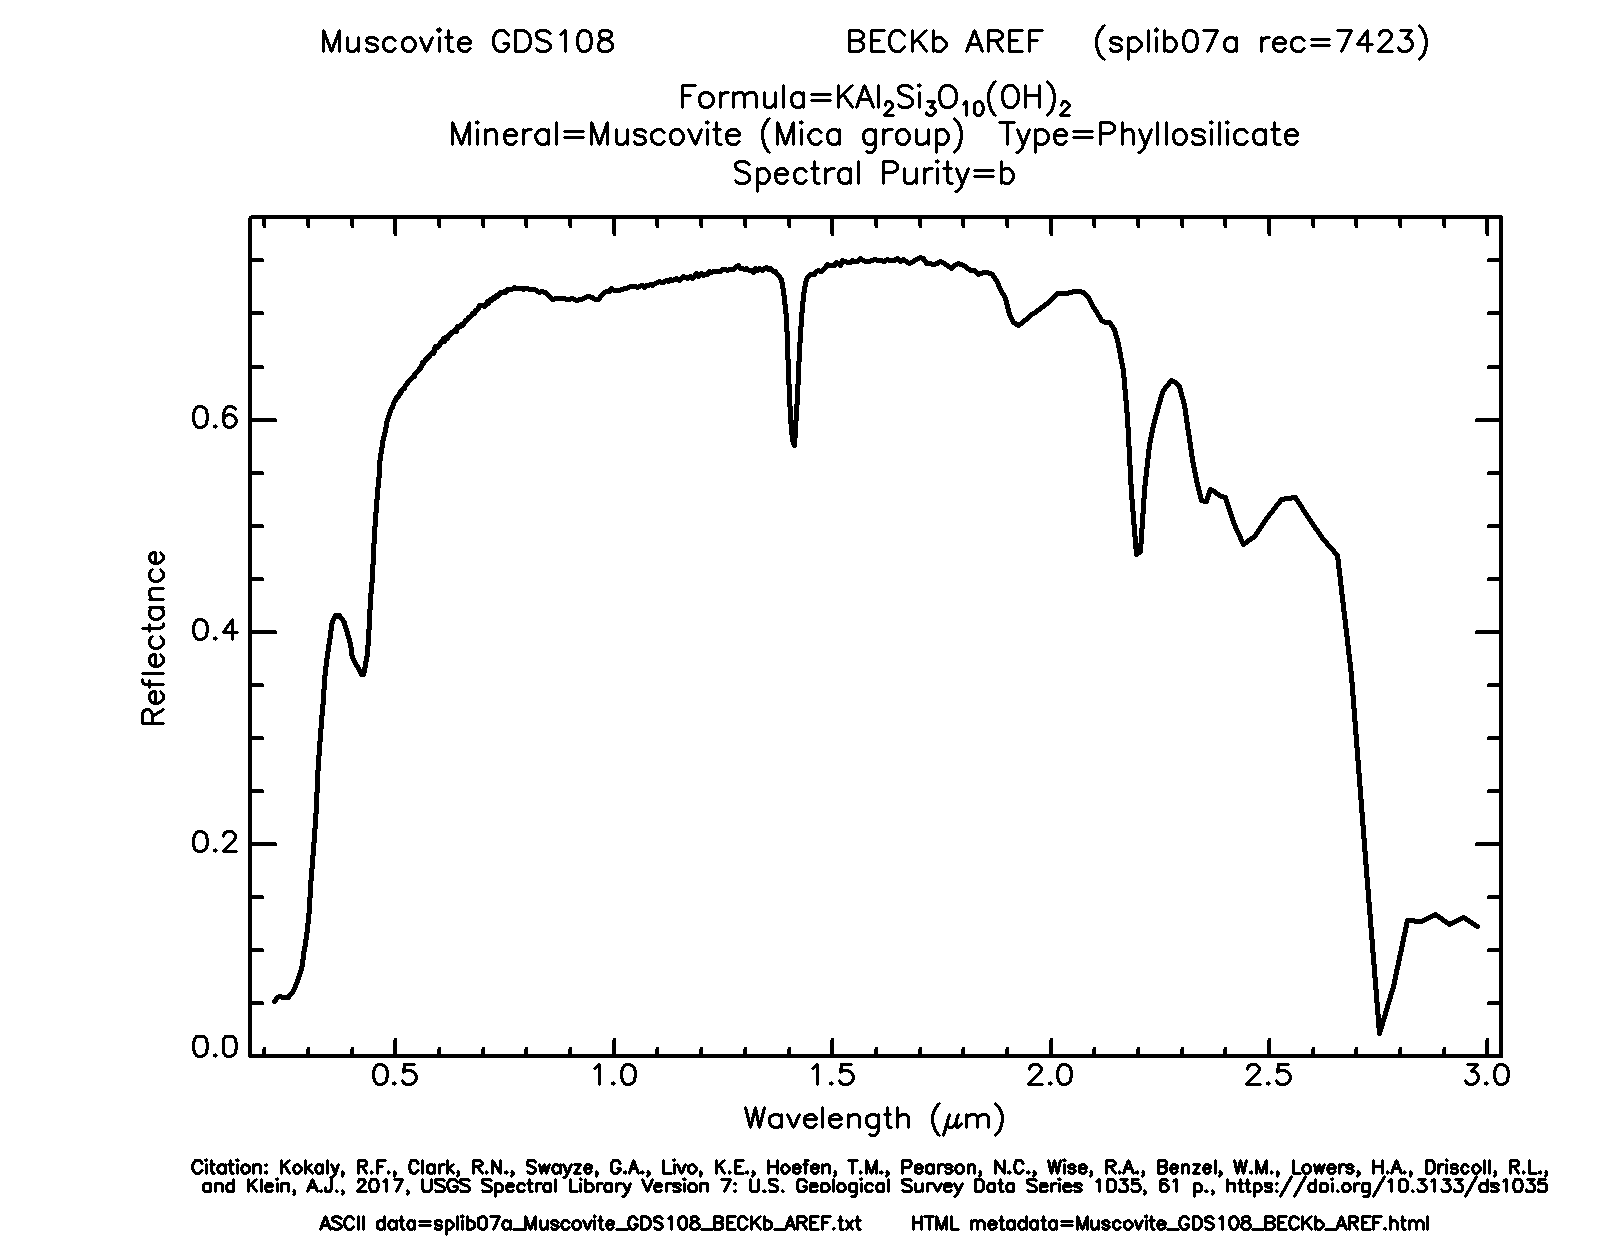 Muscovite GDS108 BECKb AREF (splib07a rec=7423)
Formula=KAl₂Si₃O₁₀(OH)₂
Mineral=Muscovite (Mica group) Type=Phyllosilicate
Spectral Purity=b
Reflectance
0.6
0.4
0.2
0.0
0.5 1.0 1.5 2.0 2.5 3.0
Wavelength (μm)
Citation: Kokaly, R.F., Clark, R.N., Swayze, G.A., Livo, K.E., Hoefen, T.M., Pearson, N.C., Wise, R.A., Benzel, W.M., Lowers, H.A., Driscoll, R.L.,
and Klein, A.J., 2017, USGS Spectral Library Version 7: U.S. Geological Survey Data Series 1035, 61 p., https://doi.org/10.3133/ds1035
ASCII data=splib07a_Muscovite_GDS108_BECKb_AREF.txt HTML metadata=Muscovite_GDS108_BECKb_AREF.html